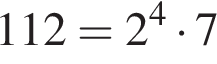 112 = 2⁴ · 7